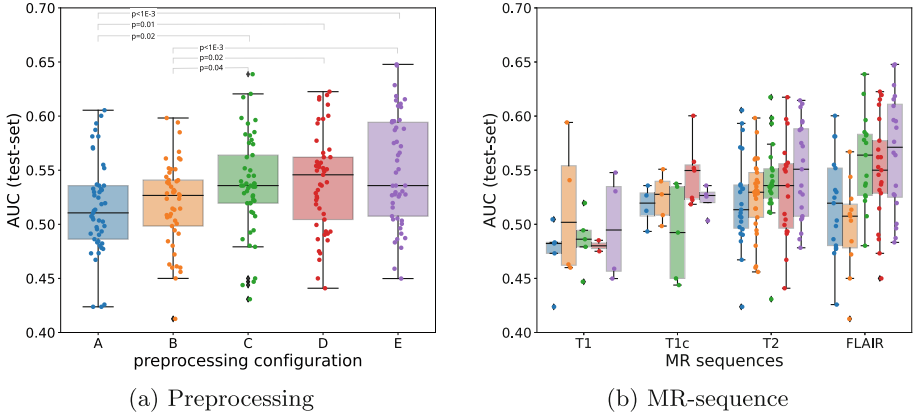 0.70
0.65
0.60
0.55
0.50
0.45
0.40
AUC (test-set)
p<1E-3
p=0.01
p=0.02
p<1E-3
p=0.02
p=0.04
A B C D E
preprocessing configuration
(a) Preprocessing
0.70
0.65
0.60
0.55
0.50
0.45
0.40
AUC (test-set)
T1 T1c T2 FLAIR
MR sequences
(b) MR-sequence